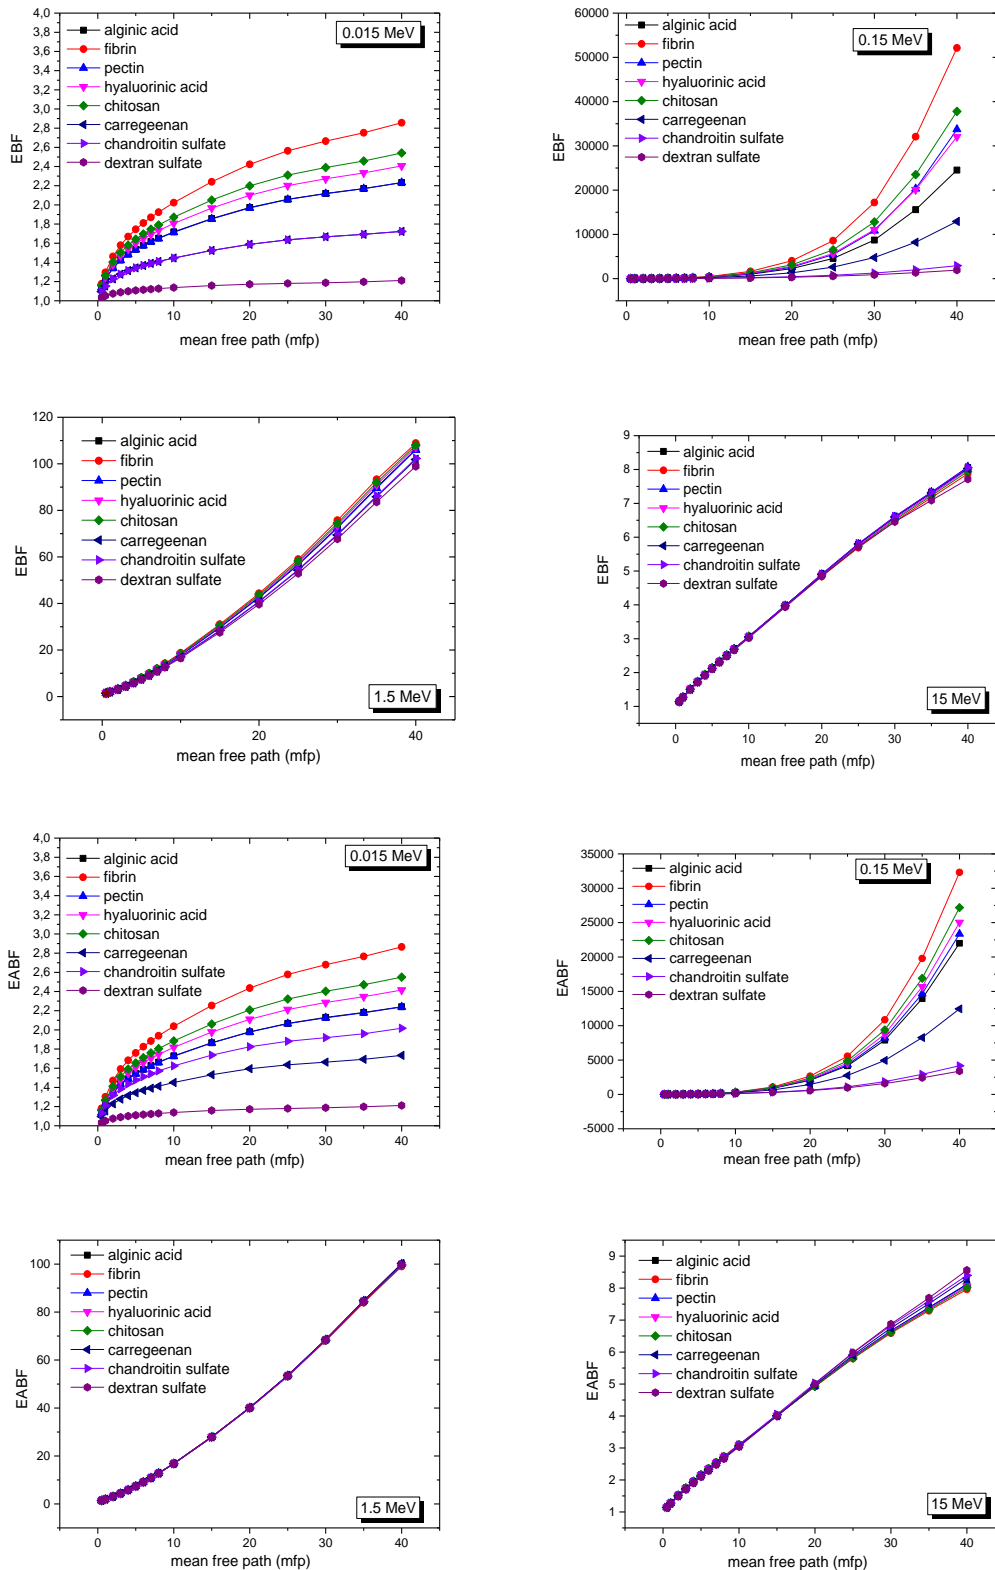 4,0
3,8
3,6
3,4
3,2
3,0
2,8
2,6
2,4
2,2
2,0
1,8
1,6
1,4
1,2
1,0
EBF
alginic acid
fibrin
pectin
hyaluorinic acid
chitosan
carregeenan
chandroitin sulfate
dextran sulfate
0.015 MeV
0 10 20 30 40
mean free path (mfp)
60000
50000
40000
30000
20000
10000
0
EBF
alginic acid
fibrin
pectin
hyaluorinic acid
chitosan
carregeenan
chandroitin sulfate
dextran sulfate
0.15 MeV
0 10 20 30 40
mean free path (mfp)
120
100
80
60
40
20
0
EBF
alginic acid
fibrin
pectin
hyaluorinic acid
chitosan
carregeenan
chandroitin sulfate
dextran sulfate
1.5 MeV
0 10 20 30 40
mean free path (mfp)
9
8
7
6
5
4
3
2
1
EBF
alginic acid
fibrin
pectin
hyaluorinic acid
chitosan
carregeenan
chandroitin sulfate
dextran sulfate
15 MeV
0 10 20 30 40
mean free path (mfp)
4,0
3,8
3,6
3,4
3,2
3,0
2,8
2,6
2,4
2,2
2,0
1,8
1,6
1,4
1,2
1,0
EABF
alginic acid
fibrin
pectin
hyaluorinic acid
chitosan
carregeenan
chandroitin sulfate
dextran sulfate
0.015 MeV
0 10 20 30 40
mean free path (mfp)
35000
30000
25000
20000
15000
10000
5000
0
-5000
EABF
alginic acid
fibrin
pectin
hyaluorinic acid
chitosan
carregeenan
chandroitin sulfate
dextran sulfate
0.15 MeV
0 10 20 30 40
mean free path (mfp)
100
80
60
40
20
0
EABF
alginic acid
fibrin
pectin
hyaluorinic acid
chitosan
carregeenan
chandroitin sulfate
dextran sulfate
1.5 MeV
0 10 20 30 40
mean free path (mfp)
9
8
7
6
5
4
3
2
1
EABF
alginic acid
fibrin
pectin
hyaluorinic acid
chitosan
carregeenan
chandroitin sulfate
dextran sulfate
15 MeV
0 10 20 30 40
mean free path (mfp)